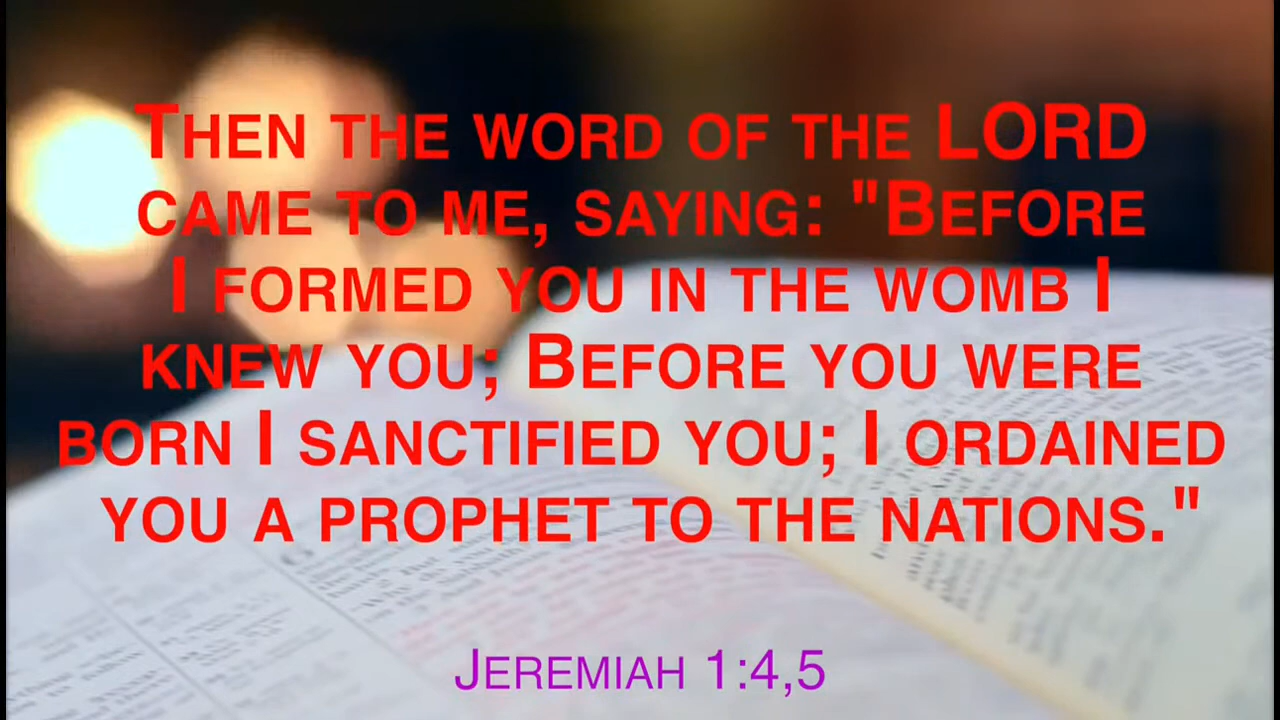 Then the word of the LORD
came to me, saying: "Before
I formed you in the womb I
knew you; Before you were
born I sanctified you; I ordained
you a prophet to the nations."
Jeremiah 1:4,5